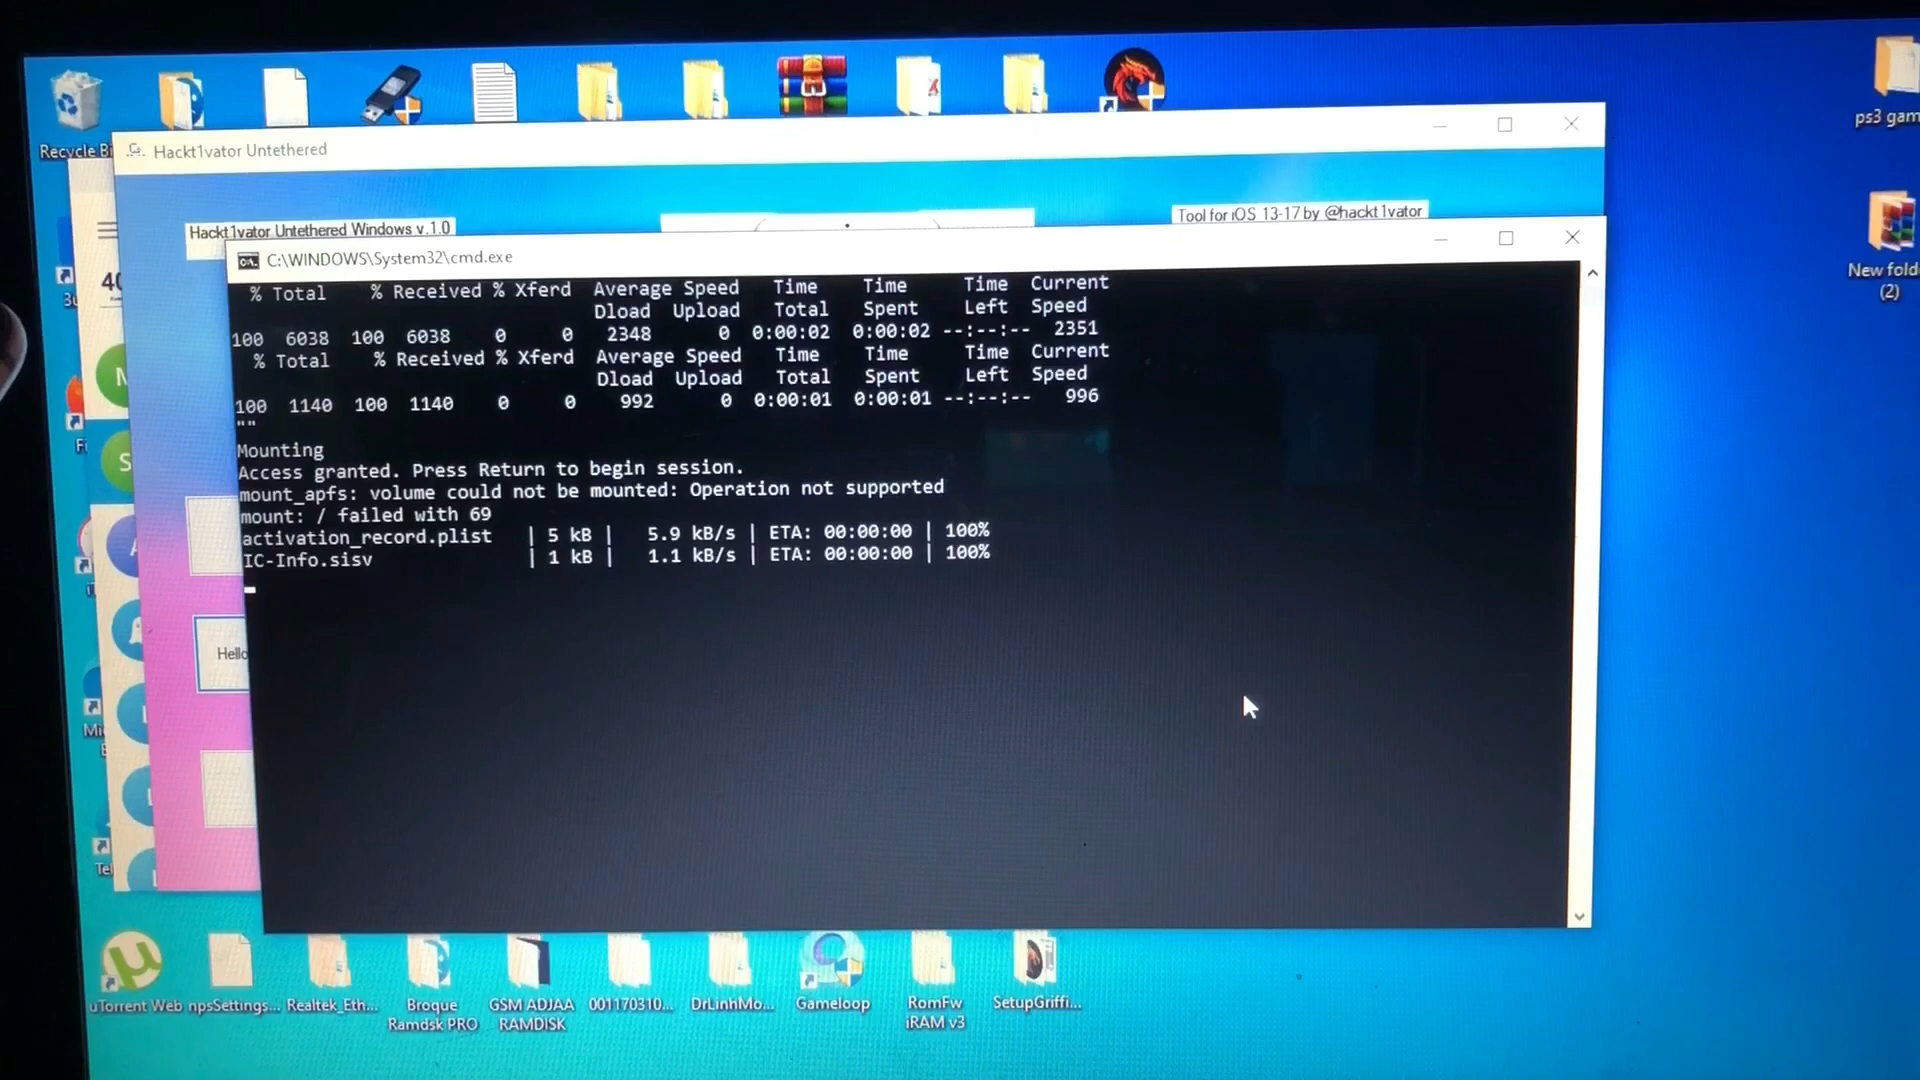 Recycle Bi
ps3 gam
Hackt1vator Untethered
Hackt1vator Untethered Windows v.1.0
Tool for iOS 13-17 by @hackt1vator
New fold
(2)
C:\WINDOWS\System32\cmd.exe
% Total % Received % Xferd Average Speed Time Time Time Current
Dload Upload Total Spent Left Speed
100 6038 100 6038 0 0 2348 0 0:00:02 0:00:02 --:--:-- 2351
% Total % Received % Xferd Average Speed Time Time Time Current
Dload Upload Total Spent Left Speed
100 1140 100 1140 0 0 992 0 0:00:01 0:00:01 --:--:-- 996
""
Mounting
Access granted. Press Return to begin session.
mount_apfs: volume could not be mounted: Operation not supported
mount: / failed with 69
activation_record.plist | 5 kB | 5.9 kB/s | ETA: 00:00:00 | 100%
IC-Info.sisv | 1 kB | 1.1 kB/s | ETA: 00:00:00 | 100%
40
3u
N
S
Fi
Hello
Mic
Tel
uTorrent Web
npsSettings...
Realtek_Eth...
Broque
Ramdsk PRO
GSM ADJAA
RAMDISK
001170310...
DrLinhMo...
Gameloop
RomFw
iRAM v3
SetupGriffi...